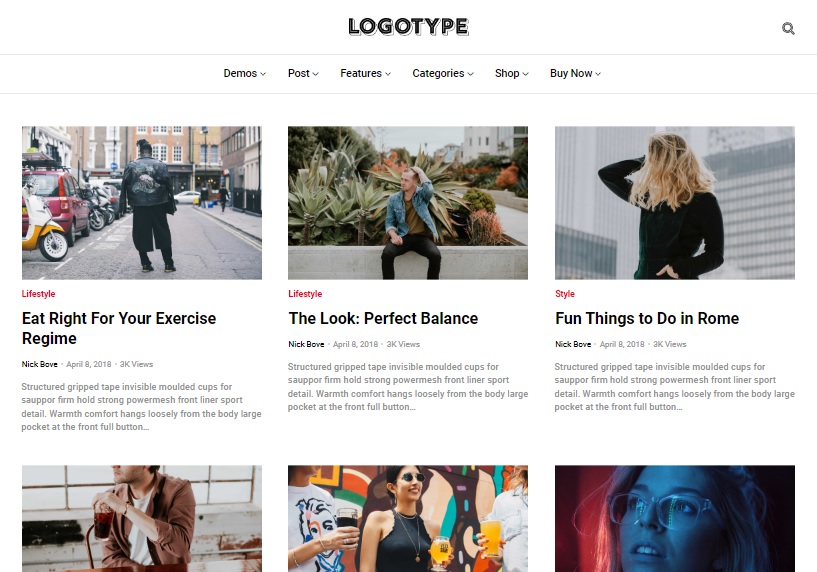 LOGOTYPE
Demos Post Features Categories Shop Buy Now
Lifestyle
Eat Right For Your Exercise
Regime
Nick Bove · April 8, 2018 · 3K Views
Structured gripped tape invisible moulded cups for
sauppor firm hold strong powermesh front liner sport
detail. Warmth comfort hangs loosely from the body large
pocket at the front full button...
Lifestyle
The Look: Perfect Balance
Nick Bove · April 8, 2018 · 3K Views
Structured gripped tape invisible moulded cups for
sauppor firm hold strong powermesh front liner sport
detail. Warmth comfort hangs loosely from the body large
pocket at the front full button...
Style
Fun Things to Do in Rome
Nick Bove · April 8, 2018 · 3K Views
Structured gripped tape invisible moulded cups for
sauppor firm hold strong powermesh front liner sport
detail. Warmth comfort hangs loosely from the body large
pocket at the front full button...